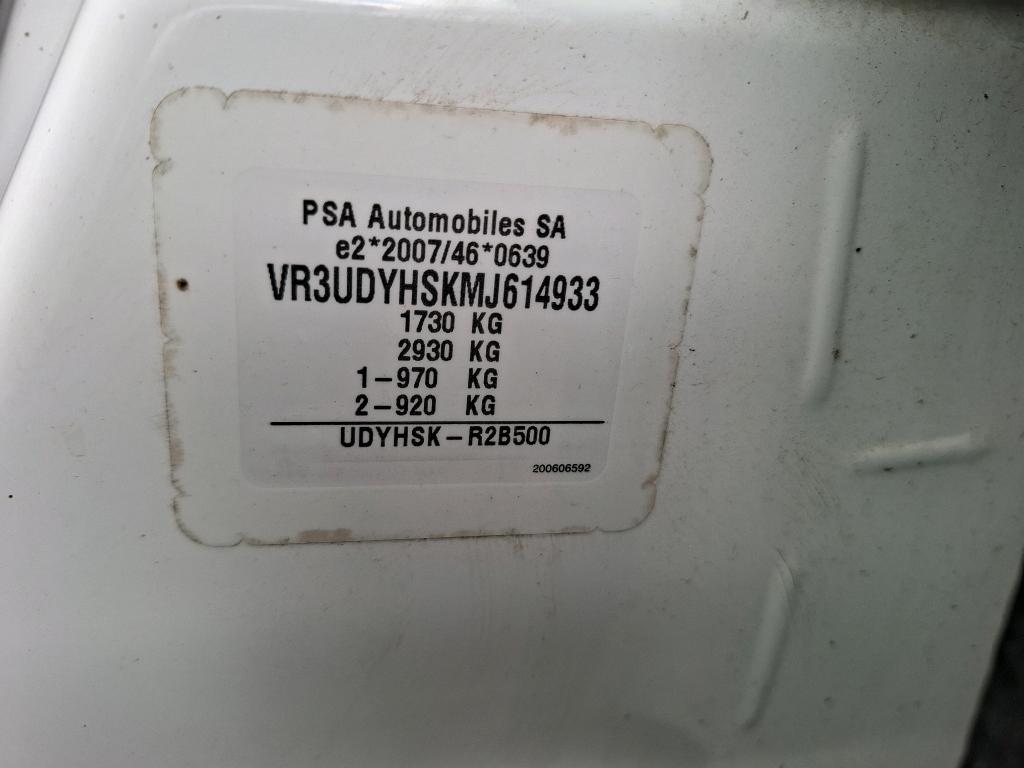 PSA Automobiles SA
e2*2007/46*0639
VR3UDYHSKMJ614933
1730 KG
2930 KG
1-970 KG
2-920 KG
UDYHSK-R2B500
200606592